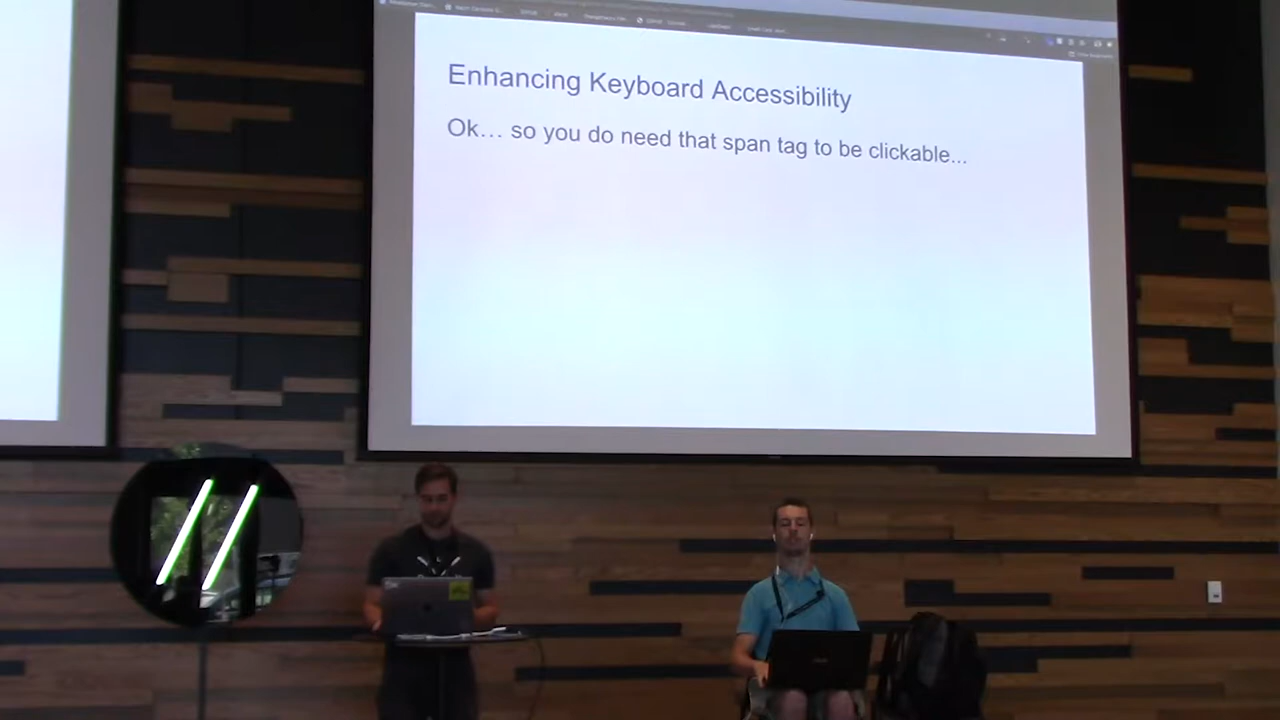 Enhancing Keyboard Accessibility
Ok... so you do need that span tag to be clickable...